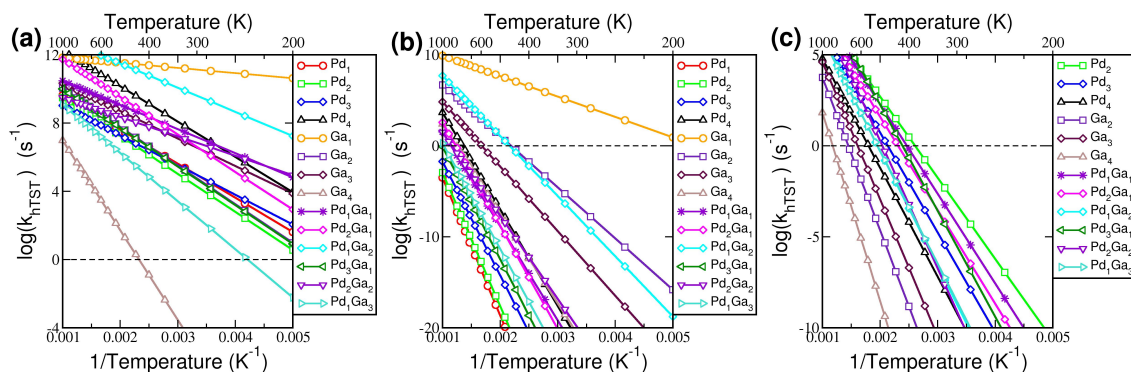 (a)
Temperature (K)
1000 600 400 300 200
log(k_hTST) (s⁻¹)
12
8
4
0
-4
0.001 0.002 0.003 0.004 0.005
1/Temperature (K⁻¹)
Pd₁
Pd₂
Pd₃
Pd₄
Ga₁
Ga₂
Ga₃
Ga₄
Pd₁Ga₁
Pd₂Ga₁
Pd₁Ga₂
Pd₃Ga₁
Pd₂Ga₂
Pd₁Ga₃
(b)
Temperature (K)
1000 600 400 300 200
log(k_hTST) (s⁻¹)
10
0
-10
-20
0.001 0.002 0.003 0.004 0.005
1/Temperature (K⁻¹)
Pd₁
Pd₂
Pd₃
Pd₄
Ga₁
Ga₂
Ga₃
Ga₄
Pd₁Ga₁
Pd₂Ga₁
Pd₁Ga₂
Pd₃Ga₁
Pd₂Ga₂
Pd₁Ga₃
(c)
Temperature (K)
1000 600 400 300 200
log(k_hTST) (s⁻¹)
5
0
-5
-10
0.001 0.002 0.003 0.004 0.005
1/Temperature (K⁻¹)
Pd₂
Pd₃
Pd₄
Ga₂
Ga₃
Ga₄
Pd₁Ga₁
Pd₂Ga₁
Pd₁Ga₂
Pd₃Ga₁
Pd₂Ga₂
Pd₁Ga₃